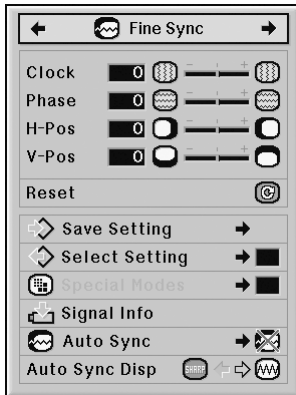 Fine Sync
Clock 0 - +
Phase 0 - +
H-Pos 0 - +
V-Pos 0 - +
Reset
Save Setting
Select Setting
Special Modes
Signal Info
Auto Sync
Auto Sync Disp SHARP